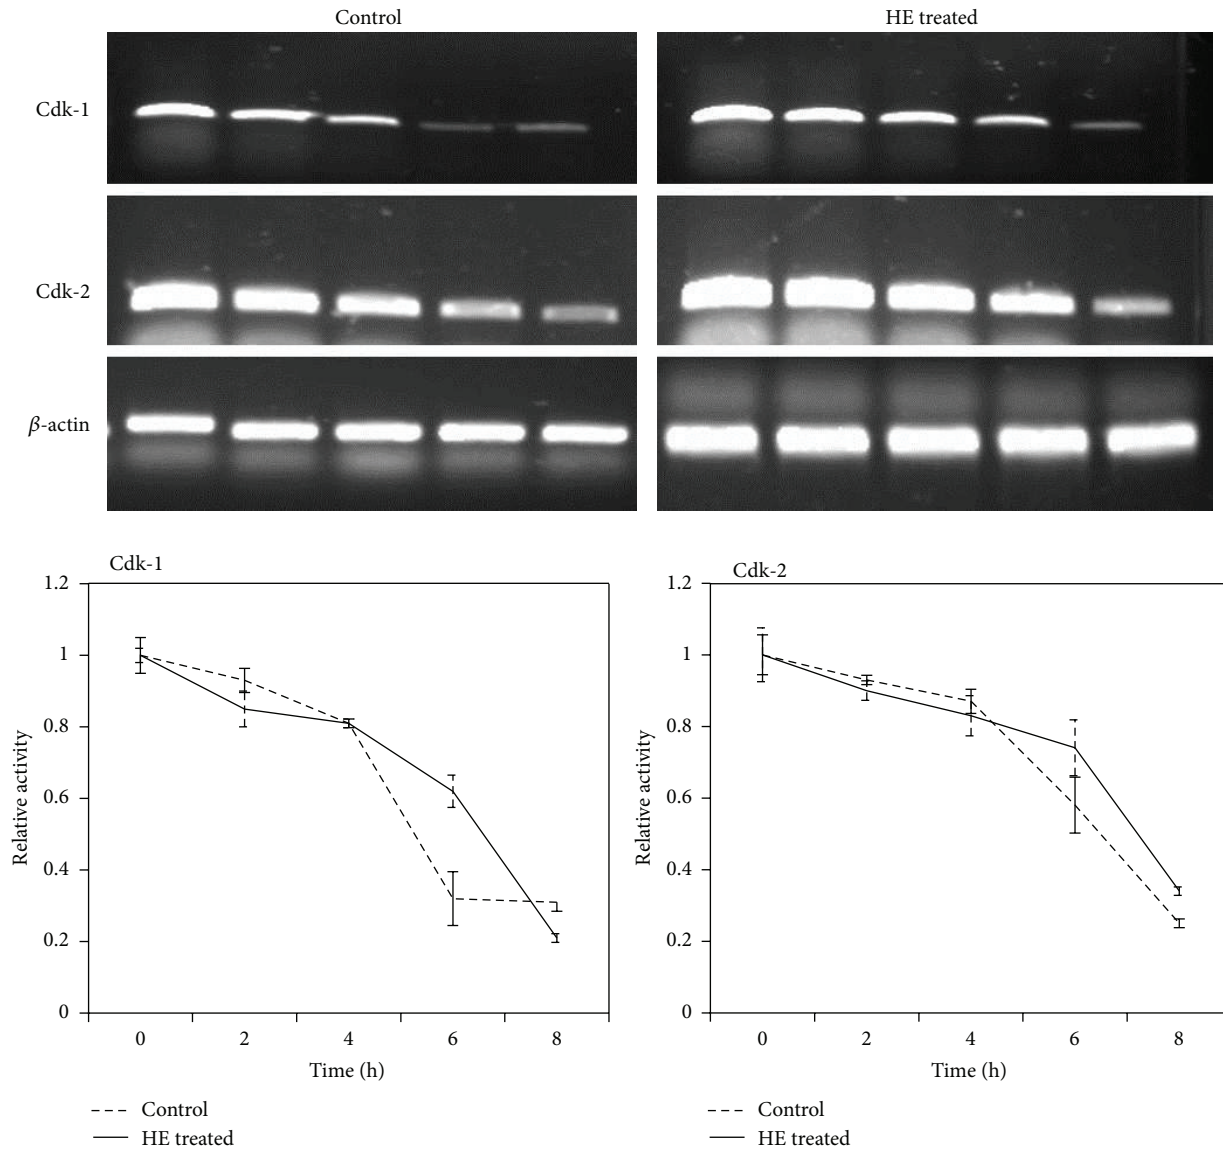 Control
HE treated
Cdk-1
Cdk-2
β-actin
Cdk-1
1.2
1
0.8
0.6
0.4
0.2
0
Relative activity
0 2 4 6 8
Time (h)
Control
HE treated
Cdk-2
1.2
1
0.8
0.6
0.4
0.2
0
Relative activity
0 2 4 6 8
Time (h)
Control
HE treated